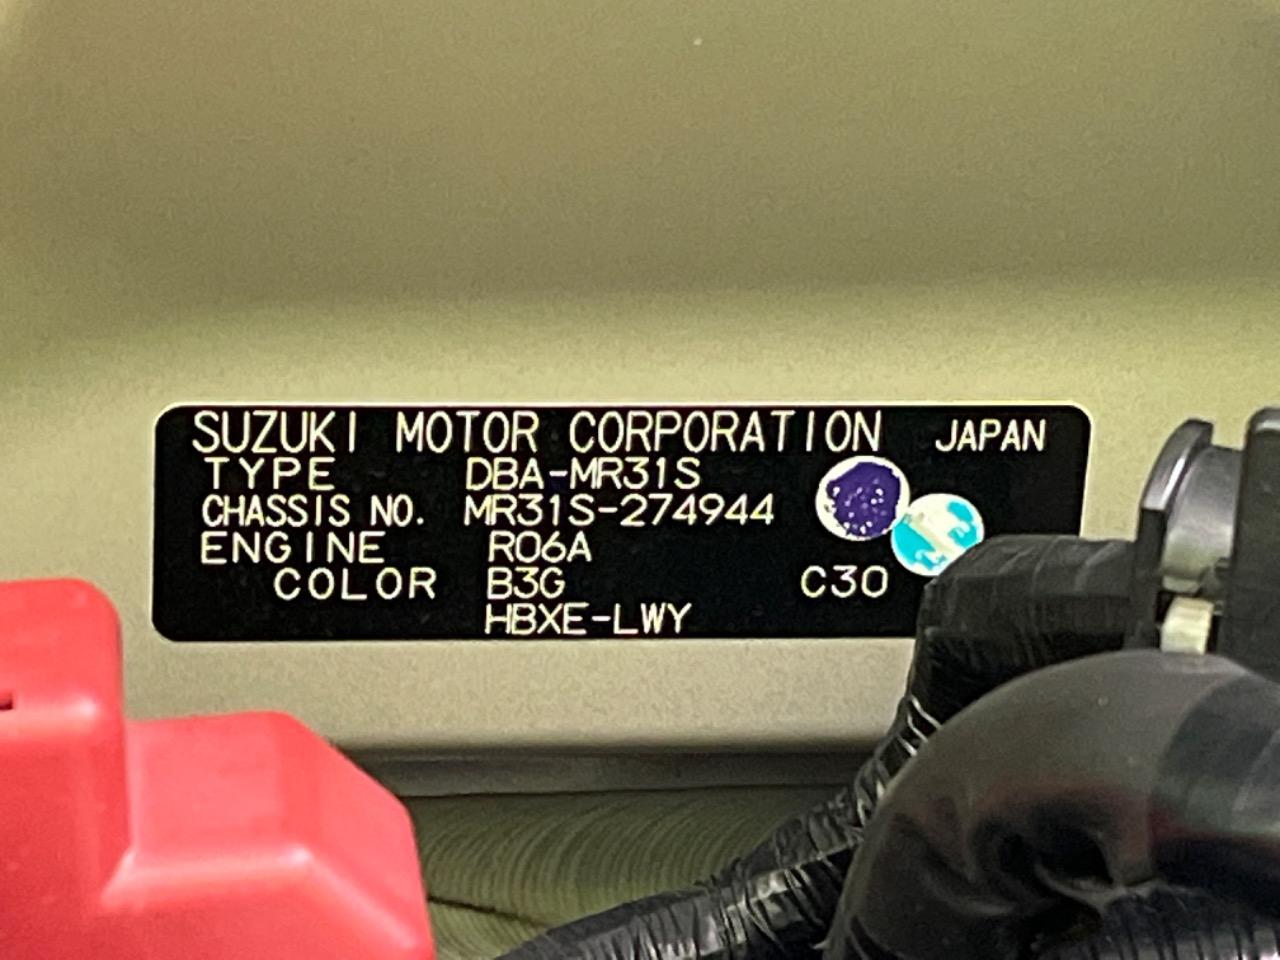 SUZUKI MOTOR CORPORATION JAPAN
TYPE DBA-MR31S
CHASSIS NO. MR31S-274944
ENGINE R06A
COLOR B3G C30
HBXE-LWY